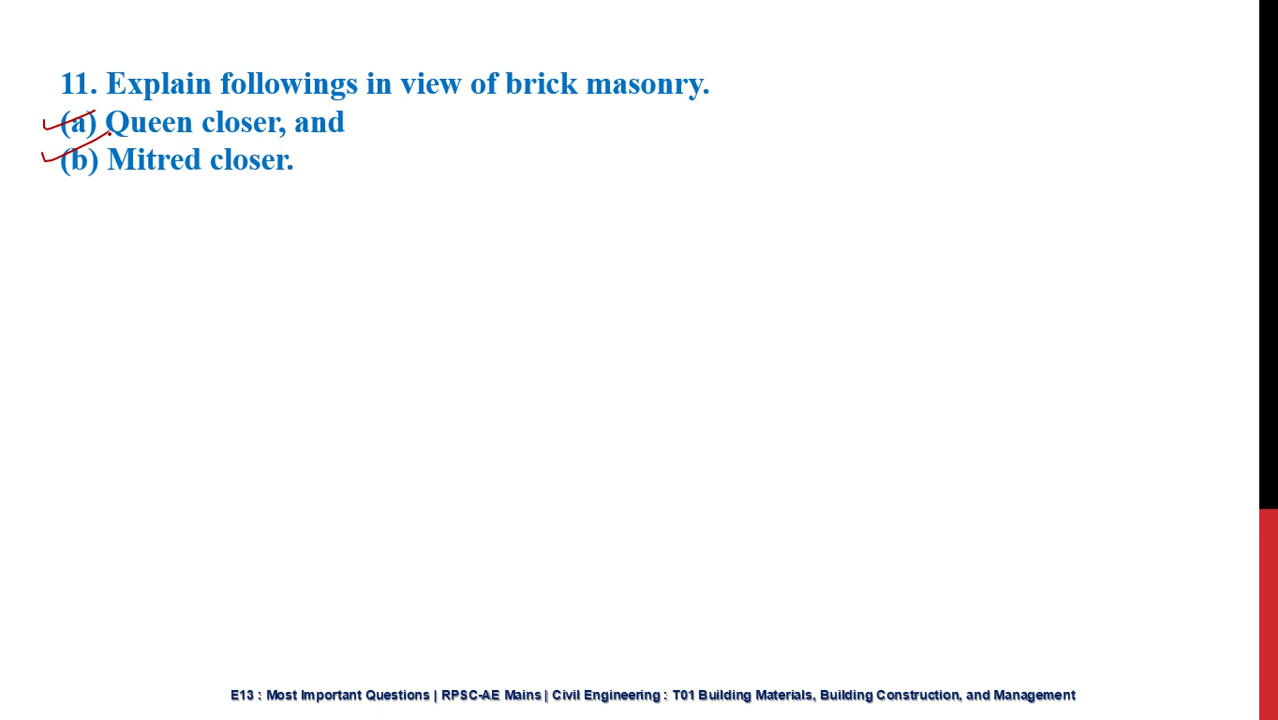 11. Explain followings in view of brick masonry.
(a) Queen closer, and
(b) Mitred closer.
E13 : Most Important Questions | RPSC-AE Mains | Civil Engineering : T01 Building Materials, Building Construction, and Management